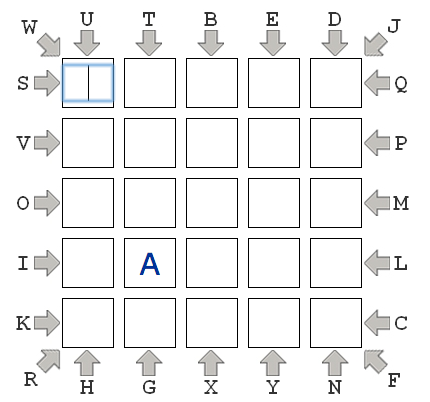 W U T B E D J
S Q
V P
O M
I A L
K C
R H G X Y N F